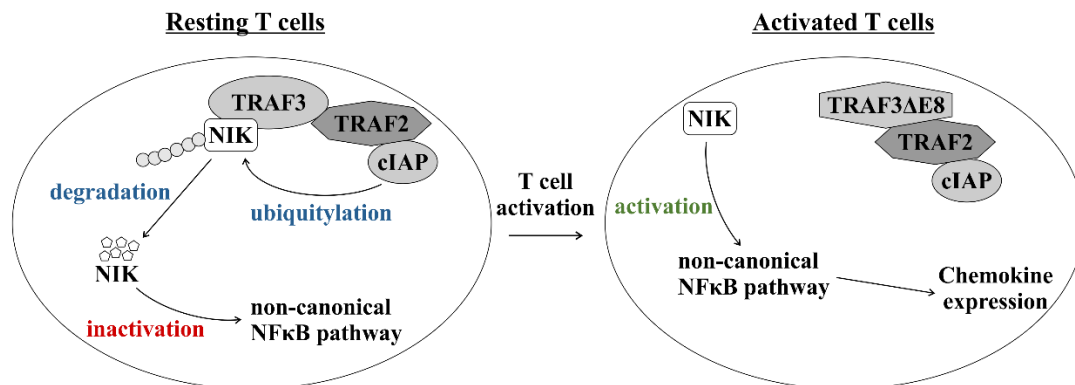 Resting T cells
TRAF3
NIK
TRAF2
cIAP
degradation
ubiquitylation
NIK
inactivation
non-canonical
NFκB pathway
T cell
activation
Activated T cells
NIK
TRAF3ΔE8
TRAF2
cIAP
activation
non-canonical
NFκB pathway
Chemokine
expression